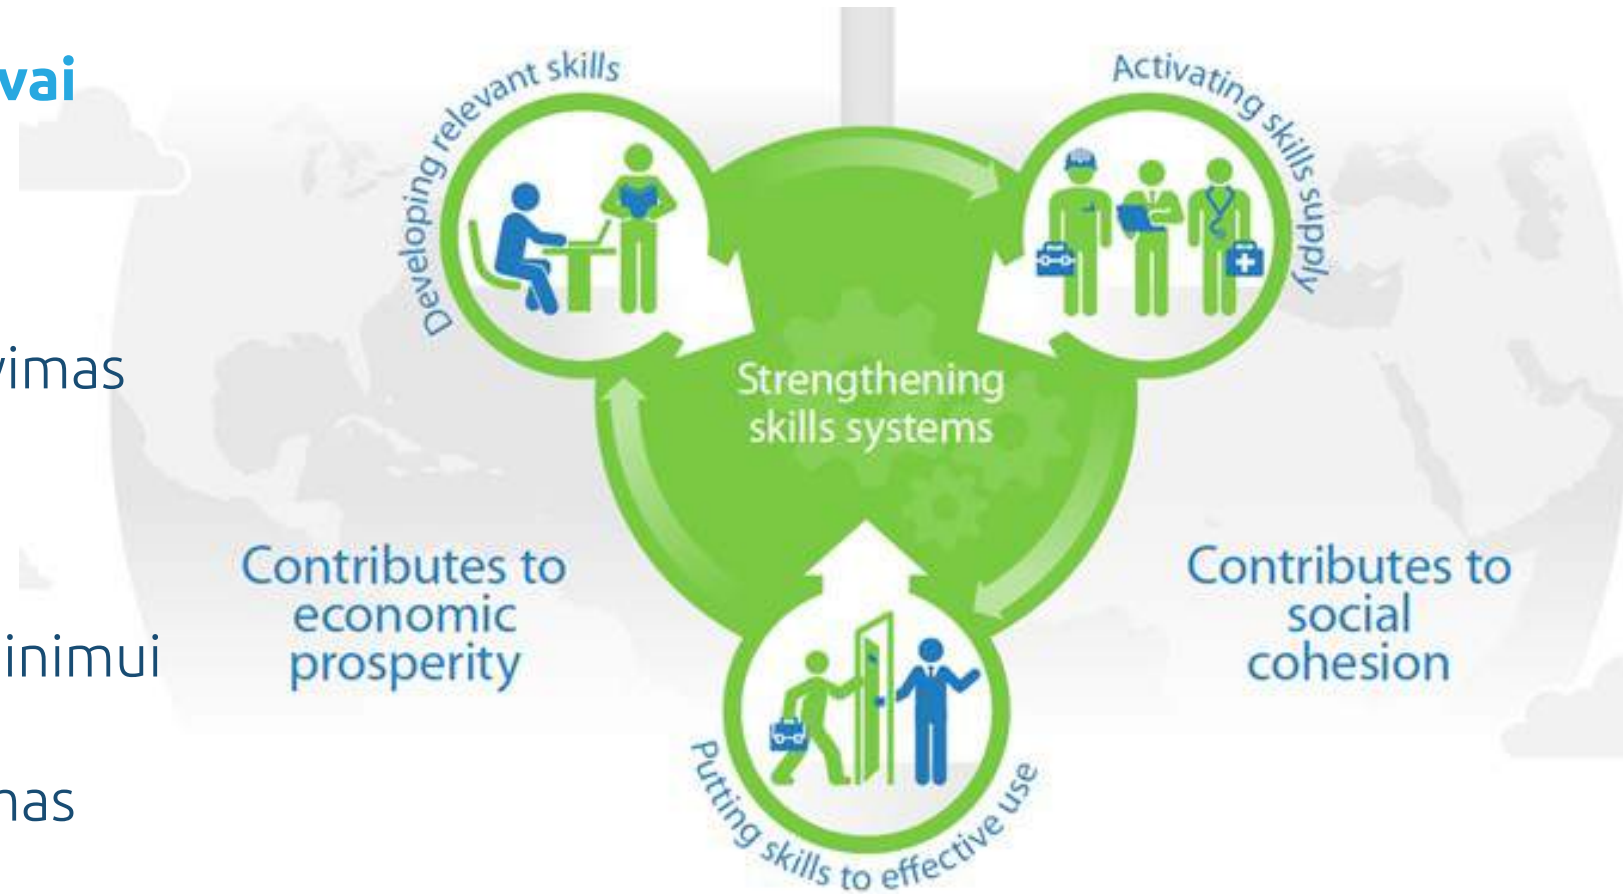 vai
vimas
inimui
nas
Developing relevant skills
Activating skills supply
Strengthening
skills systems
Contributes to
economic
prosperity
Contributes to
social
cohesion
Putting skills to effective use